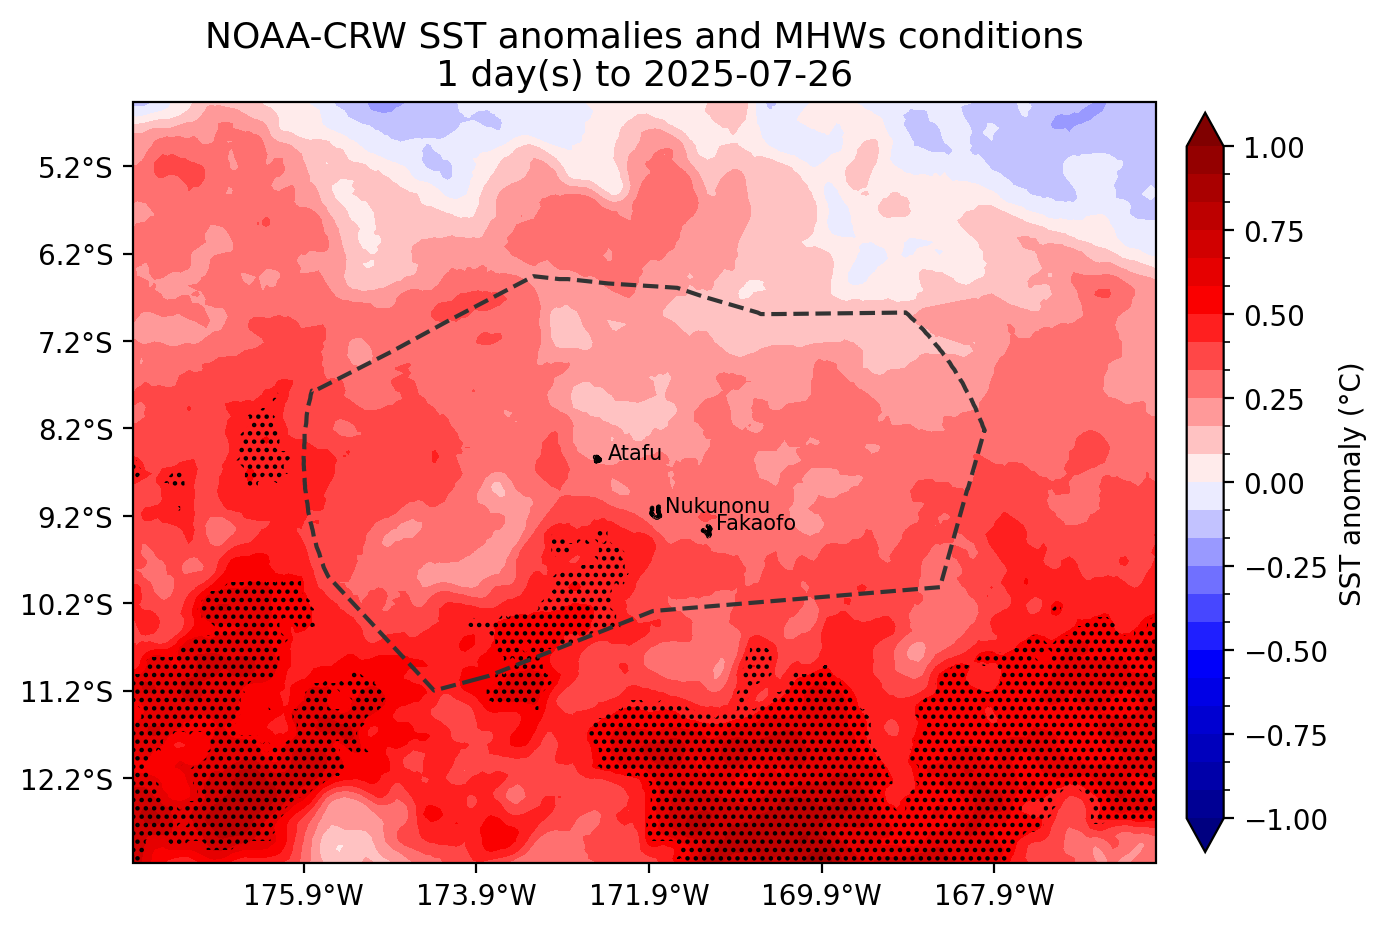 NOAA-CRW SST anomalies and MHWs conditions
1 day(s) to 2025-07-26
5.2°S
6.2°S
7.2°S
8.2°S
9.2°S
10.2°S
11.2°S
12.2°S
Atafu
Nukunonu
Fakaofo
175.9°W
173.9°W
171.9°W
169.9°W
167.9°W
1.00
0.75
0.50
0.25
0.00
−0.25
−0.50
−0.75
−1.00
SST anomaly (°C)